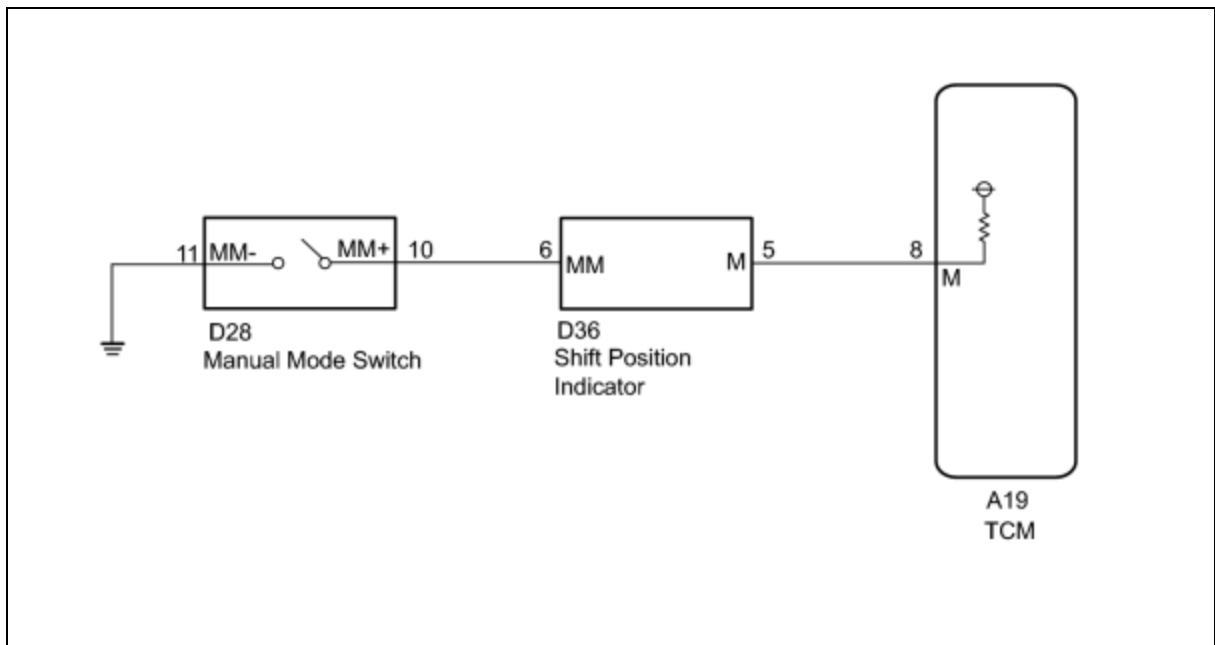 11 MM- MM+ 10 6 MM M 5 8 M
D28
Manual Mode Switch
D36
Shift Position
Indicator
A19
TCM